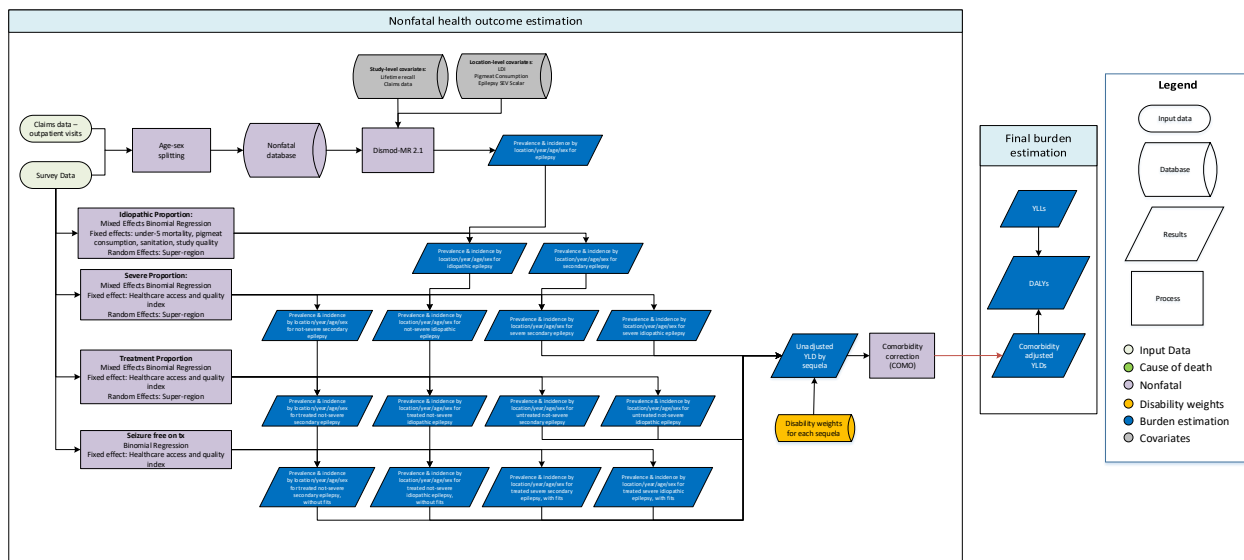 Nonfatal health outcome estimation
Study-level covariates:
Lifetime recall
Claims data
Location-level covariates:
LDI
Pigmeat Consumption
Epilepsy SEV Scalar
Claims data –
outpatient visits
Survey Data
Age-sex
splitting
Nonfatal
database
Dismod-MR 2.1
Prevalence & incidence by
location/year/age/sex for
epilepsy
Idiopathic Proportion:
Mixed Effects Binomial Regression
Fixed effects: under-5 mortality, pigmeat
consumption, sanitation, study quality
Random Effects: Super-region
Prevalence & incidence by
location/year/age/sex for
idiopathic epilepsy
Prevalence & incidence by
location/year/age/sex for
secondary epilepsy
Severe Proportion:
Mixed Effects Binomial Regression
Fixed effect: Healthcare access and quality
index
Random Effects: Super-region
Prevalence & incidence
by location/year/age/sex
for not-severe secondary
epilepsy
Prevalence & incidence by
location/year/age/sex for
not-severe idiopathic
epilepsy
Prevalence & incidence by
location/year/age/sex for
severe secondary
epilepsy
Prevalence & incidence by
location/year/age/sex
for severe idiopathic
epilepsy
Treatment Proportion
Mixed Effects Binomial Regression
Fixed effect: Healthcare access and quality
index
Random Effects: Super-region
Prevalence & incidence
by location/year/age/sex
for treated not-severe
secondary epilepsy
Prevalence & incidence by
location/year/age/sex for
treated not-severe
idiopathic epilepsy
Prevalence & incidence by
location/year/age/sex for
untreated not-severe
secondary epilepsy
Prevalence & incidence by
location/year/age/sex for
untreated not-severe
idiopathic epilepsy
Seizure free on tx
Binomial Regression
Fixed effect: Healthcare access and quality
index
Prevalence & incidence
by location/year/age/sex
for treated not-severe
secondary epilepsy,
without fits
Prevalence & incidence by
location/year/age/sex for
treated not-severe
idiopathic epilepsy,
without fits
Prevalence & incidence by
location/year/age/sex for
treated severe secondary
epilepsy, with fits
Prevalence & incidence by
location/year/age/sex for
treated severe idiopathic
epilepsy, with fits
Unadjusted
YLD by
sequela
Disability weights
for each sequela
Comorbidity
correction
(COMO)
Final burden
estimation
YLLs
DALYs
Comorbidity
adjusted
YLDs
Legend
Input data
Database
Results
Process
Input Data
Cause of death
Nonfatal
Disability weights
Burden estimation
Covariates